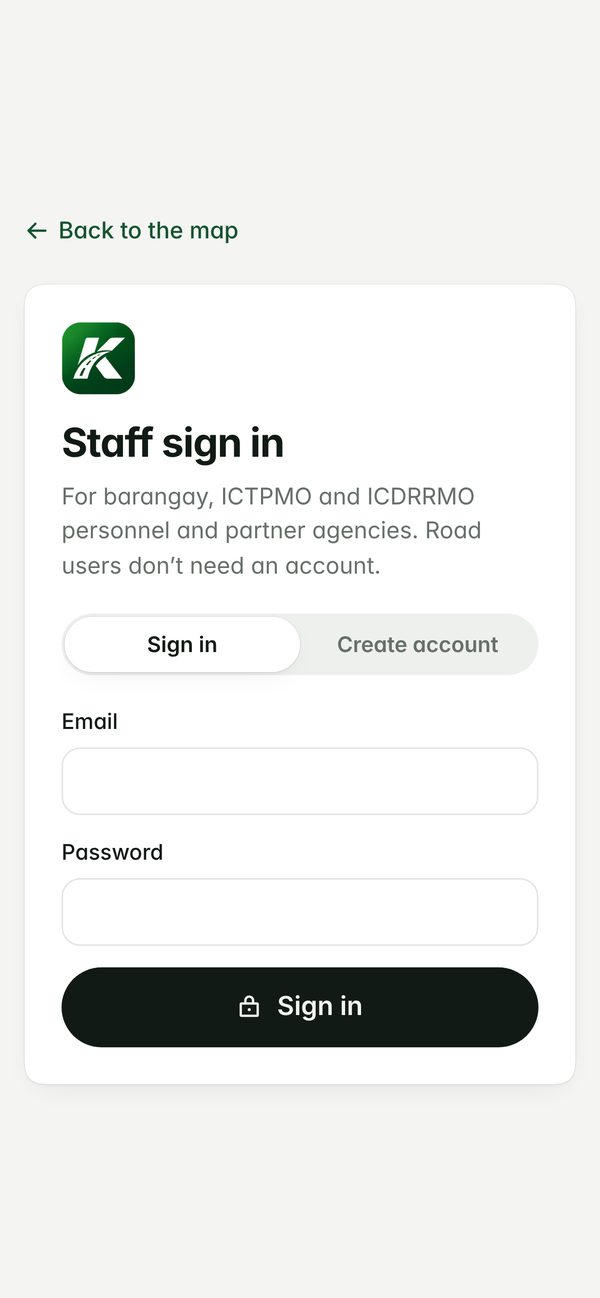 ← Back to the map
K
Staff sign in
For barangay, ICTPMO and ICDRRMO
personnel and partner agencies. Road
users don’t need an account.
Sign in
Create account
Email
Password
Sign in